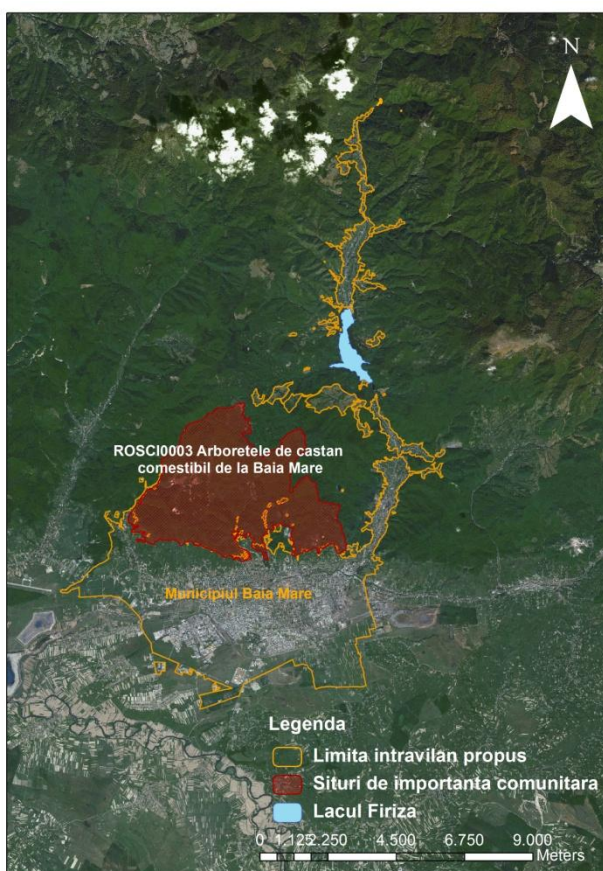 N
ROSCI0003 Arboretele de castan
comestibil de la Baia Mare
Municipiul Baia Mare
Legenda
Limita intravilan propus
Situri de importanta comunitara
Lacul Firiza
0 1.125 2.250 4.500 6.750 9.000
Meters